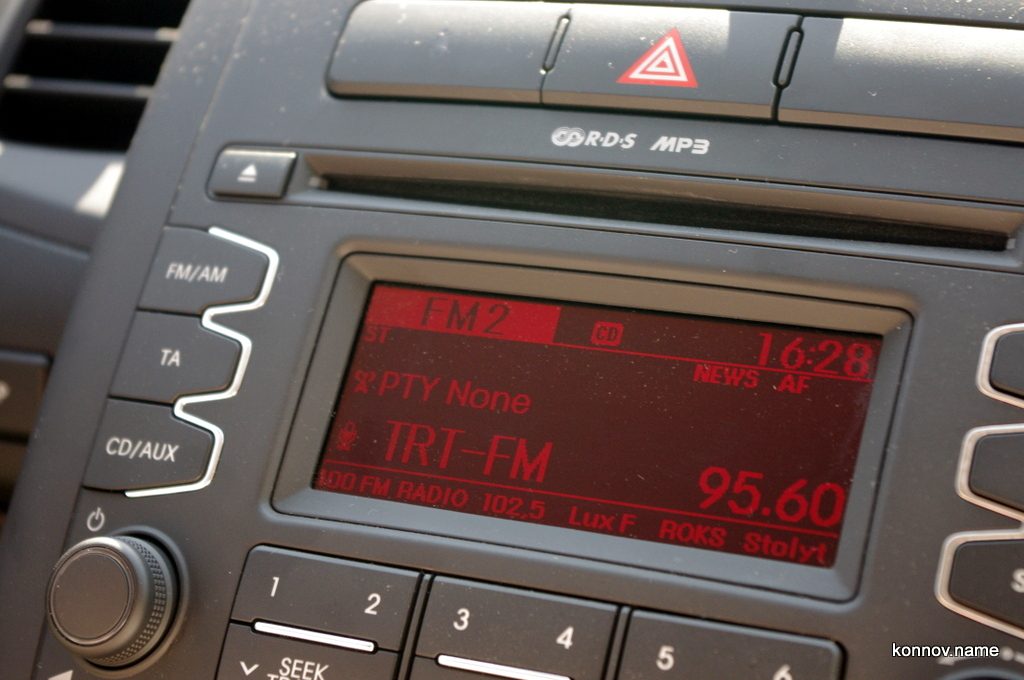 R·D·S MP3
FM/AM
TA
CD/AUX
FM2 CD 16:28
ST NEWS AF
PTY None
TRT-FM 95.60
100 FM RADIO 102,5 Lux F ROKS Stolyt
1 2
3 4
5 6
SEEK
konnov.name